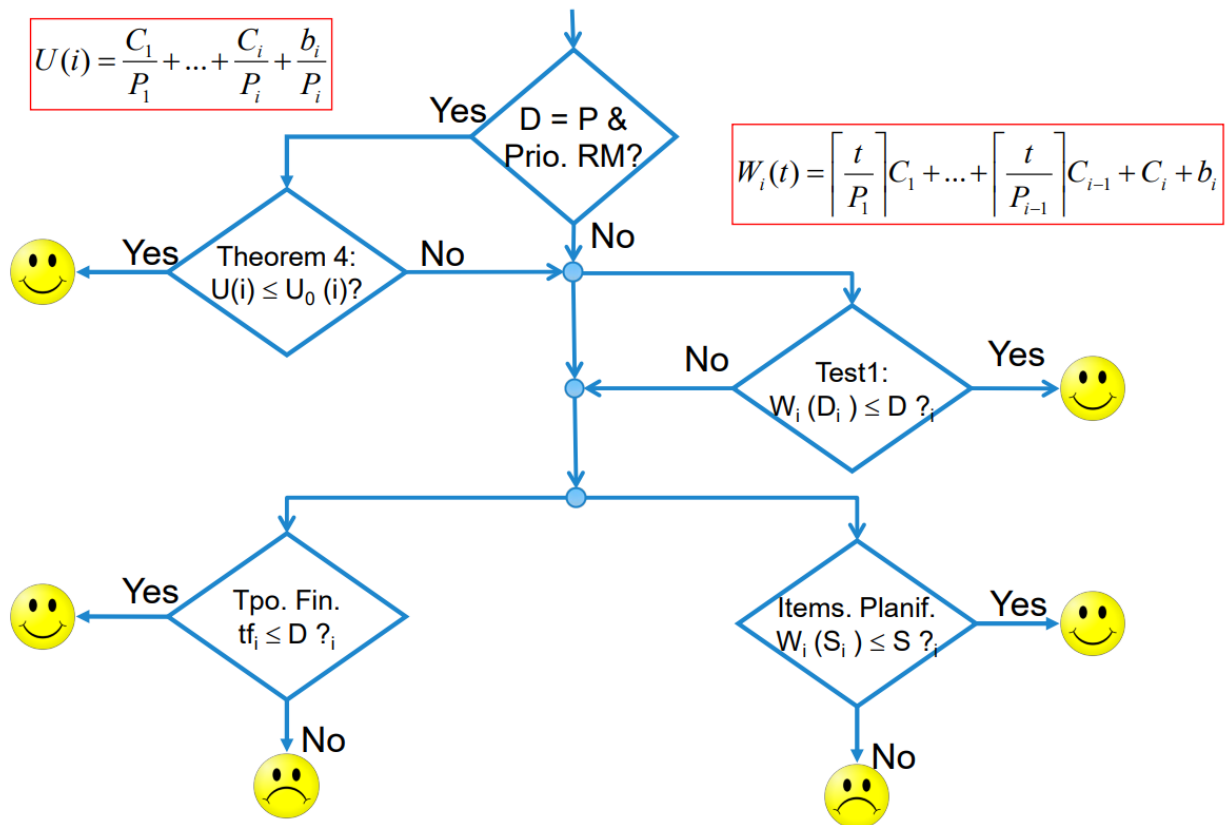 U(i) = C₁/P₁ + ... + Cᵢ/Pᵢ + bᵢ/Pᵢ
Yes
D = P &
Prio. RM?
No
Wᵢ(t) = ⌈t/P₁⌉C₁ + ... + ⌈t/Pᵢ₋₁⌉Cᵢ₋₁ + Cᵢ + bᵢ
Yes
Theorem 4:
U(i) ≤ U₀ (i)?
No
No
Test1:
Wᵢ (Dᵢ ) ≤ D ?ᵢ
Yes
Yes
Tpo. Fin.
tfᵢ ≤ D ?ᵢ
No
Items. Planif.
Wᵢ (Sᵢ ) ≤ S ?ᵢ
Yes
No